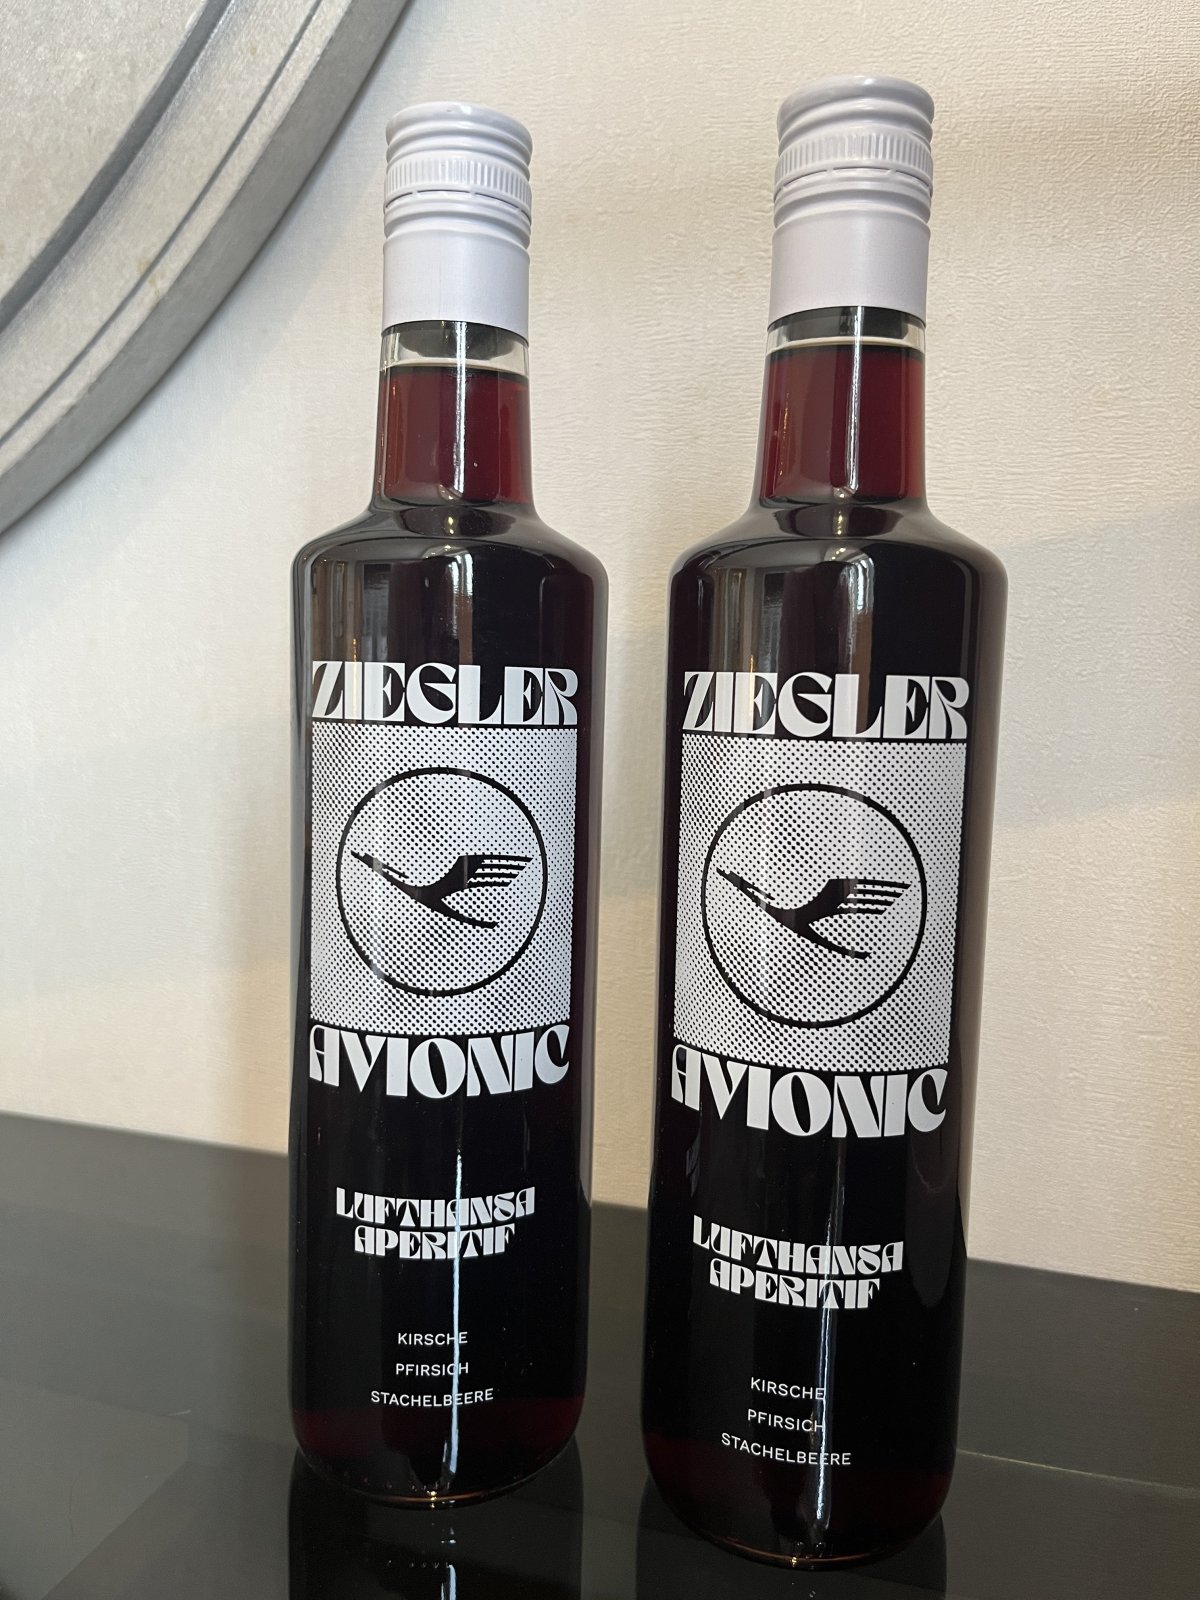 ZIEGLER
AVIONIC
LUFTHANSA
APERITIF
KIRSCHE
PFIRSICH
STACHELBEERE
ZIEGLER
AVIONIC
LUFTHANSA
APERITIF
KIRSCHE
PFIRSICH
STACHELBEERE